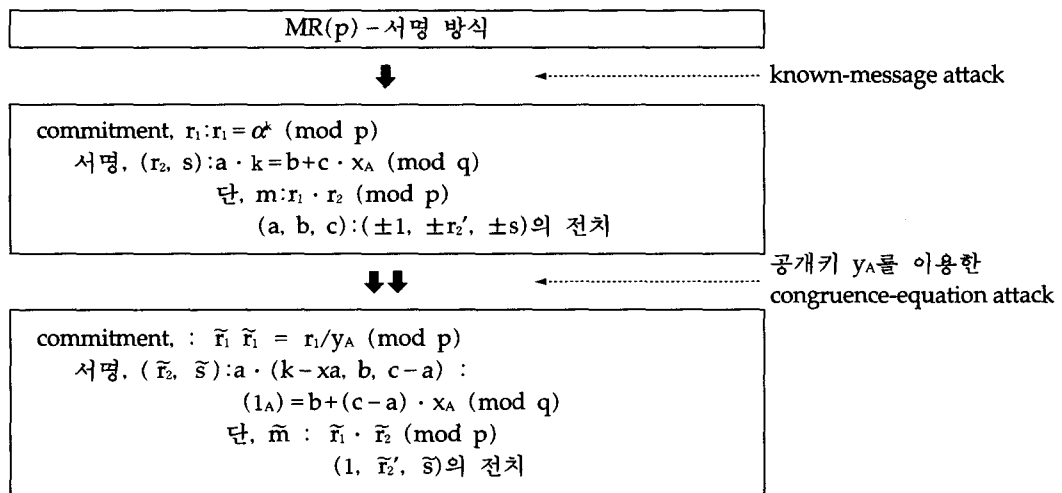 MR(p) – 서명 방식
known-message attack
commitment, r₁:r₁ = αᵏ (mod p)
서명, (r₂, s):a · k=b+c · x_A (mod q)
단, m:r₁ · r₂ (mod p)
(a, b, c):(±1, ±r₂′, ±s)의 전치
공개키 y_A를 이용한
congruence-equation attack
commitment, : r̃₁ r̃₁ = r₁/y_A (mod p)
서명, (r̃₂, s̃):a · (k – xa, b, c – a) :
(1_A) = b+(c – a) · x_A (mod q)
단, m̃ : r̃₁ · r̃₂ (mod p)
(1, r̃₂′, s̃)의 전치